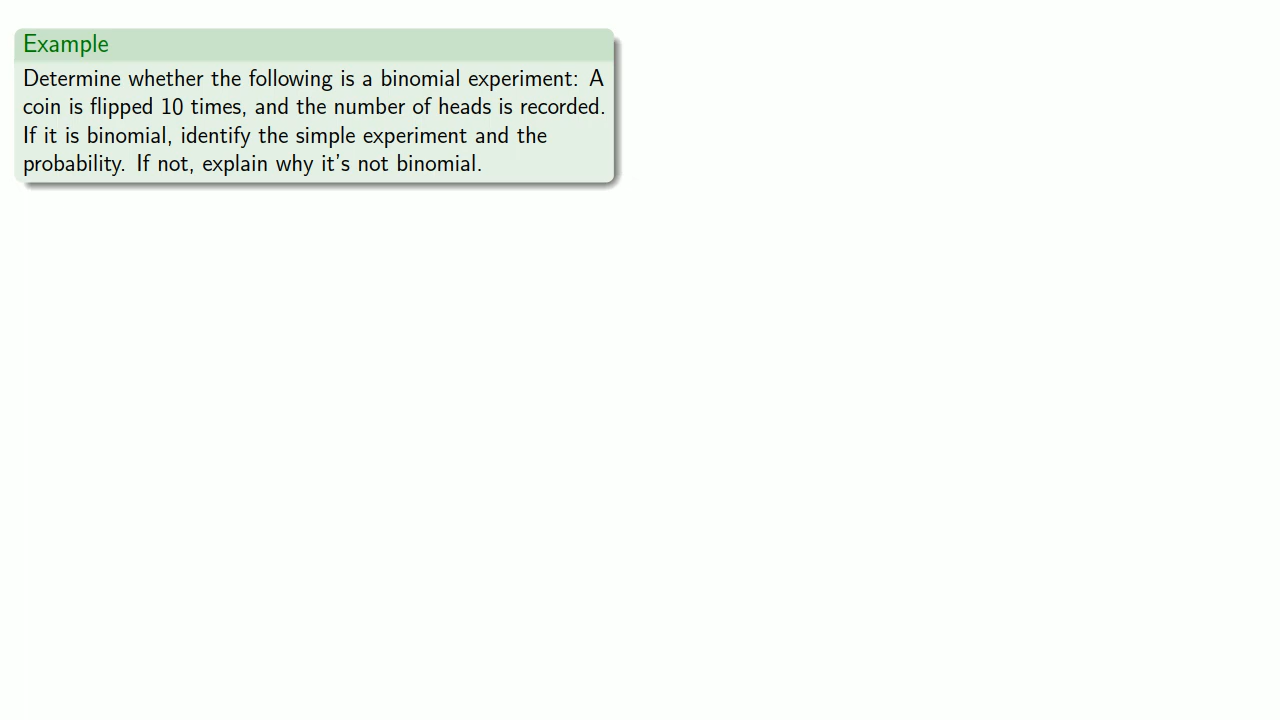 Example
Determine whether the following is a binomial experiment: A
coin is flipped 10 times, and the number of heads is recorded.
If it is binomial, identify the simple experiment and the
probability. If not, explain why it's not binomial.